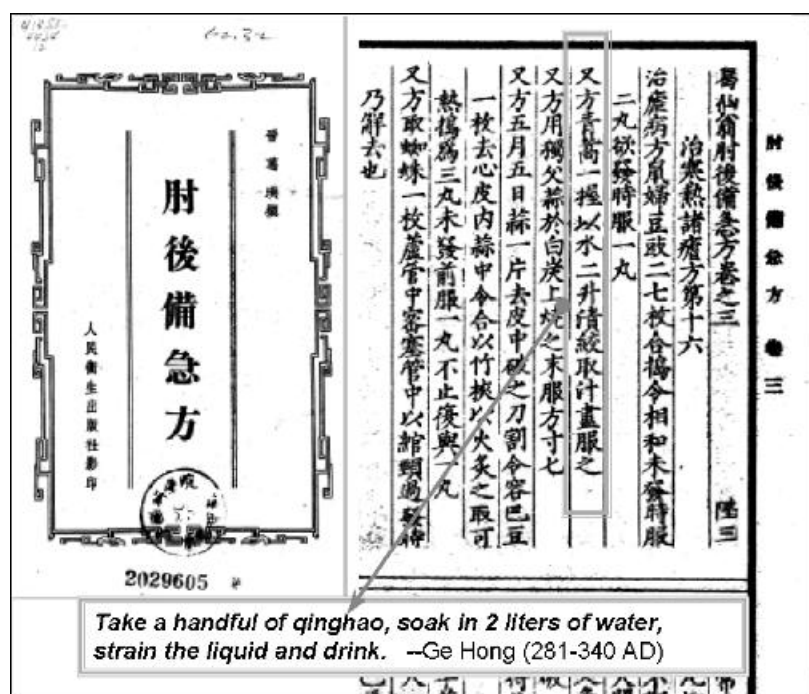 晉葛洪撰
肘後備急方
人民衛生出版社影印
2029605
肘後備急方 卷三
葛仙翁肘後備急方卷之三 陛三
治寒熱諸瘧方第十六
治瘧病方鼠婦豆豉二七枚合搗令相和未發時服
二丸欲發時服一丸
又方青蒿一握以水二升漬絞取汁盡服之
又方用獨父蒜於白炭上燒之末服方寸七
又方五月五日蒜一片去皮中破之刀割令容巴豆
一枚去心皮內蒜中令合以竹挾以火炙之取可
熱搗爲三丸未發前服一丸不止復與一丸
又方取蜘蛛一枚蘆管中密塞管中以綰頸過發時
乃解去也
Take a handful of qinghao, soak in 2 liters of water,
strain the liquid and drink. --Ge Hong (281-340 AD)